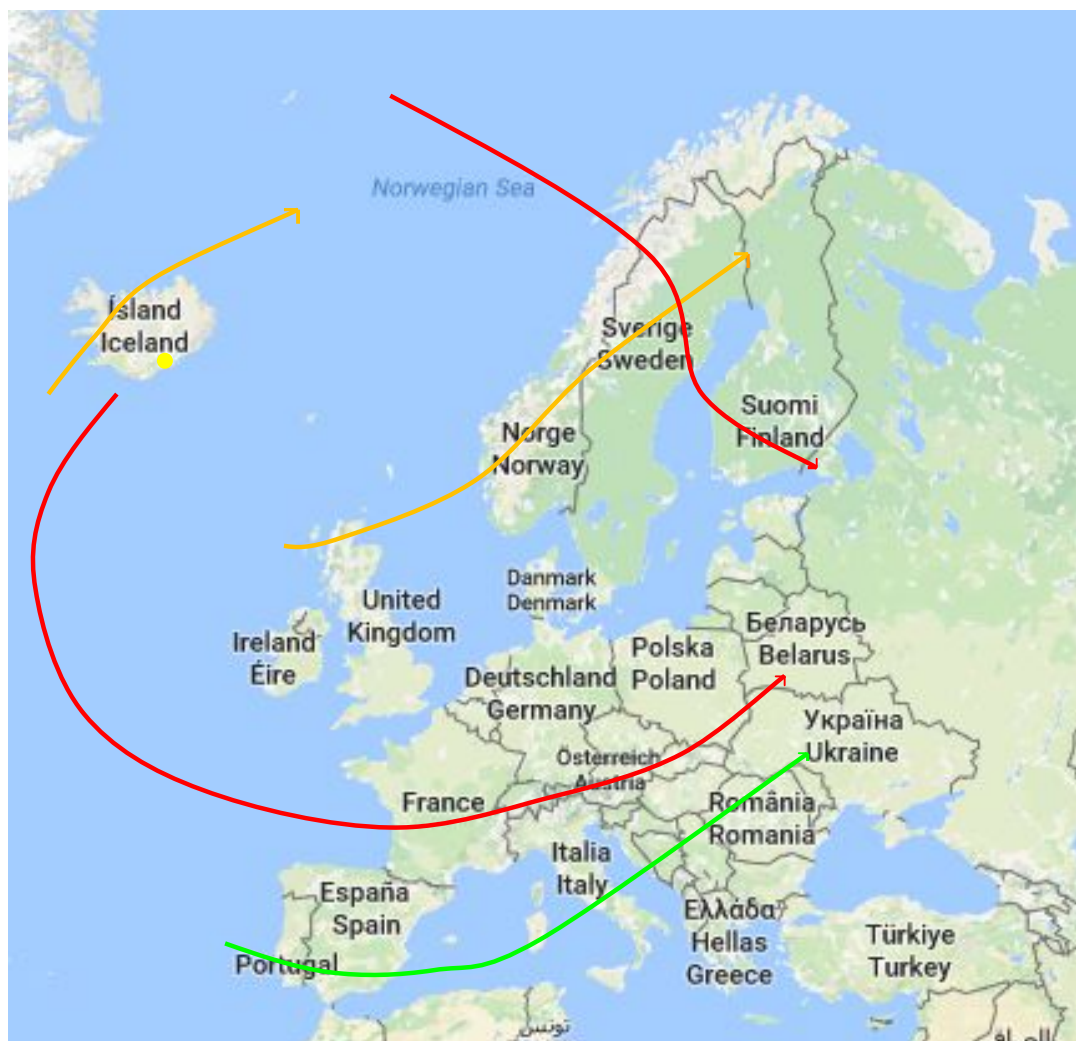 Norwegian Sea
Ísland
Iceland
Sverige
Sweden
Suomi
Finland
Norge
Norway
Danmark
Denmark
United
Kingdom
Ireland
Éire
Беларусь
Belarus
Polska
Poland
Deutschland
Germany
Україна
Ukraine
Österreich
Austria
France
România
Romania
Italia
Italy
España
Spain
Ελλάδα
Hellas
Greece
Türkiye
Turkey
Portugal
تونس